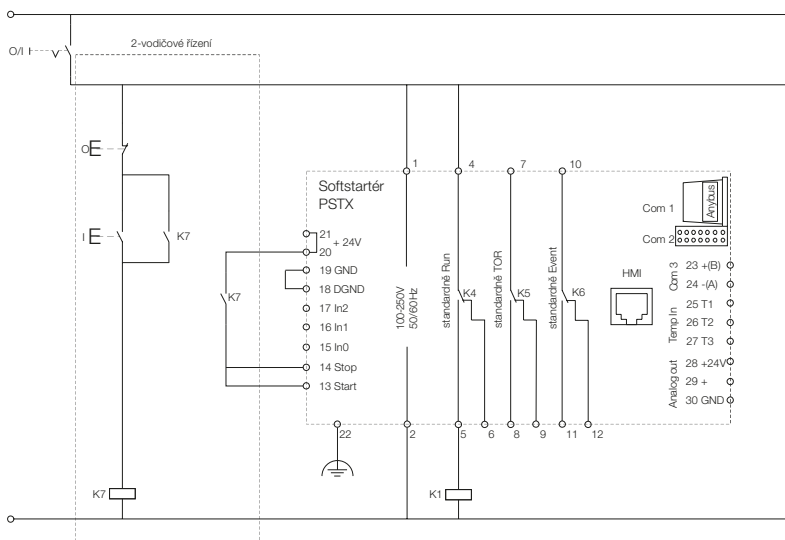 2-vodičové řízení
O/I
O
I
K7
K7
K7
K1
1
4
7
10
Softstartér
PSTX
21
+ 24V
20
19 GND
18 DGND
17 In2
16 In1
15 In0
14 Stop
13 Start
22
100-250V
50/60Hz
standardně Run
K4
standardně TOR
K5
standardně Event
K6
2
5
6
8
9
11
12
HMI
Com 1
Anybus
Com 2
Com 3
23 +(B)
24 -(A)
Temp In
25 T1
26 T2
27 T3
Analog out
28 +24V
29 +
30 GND